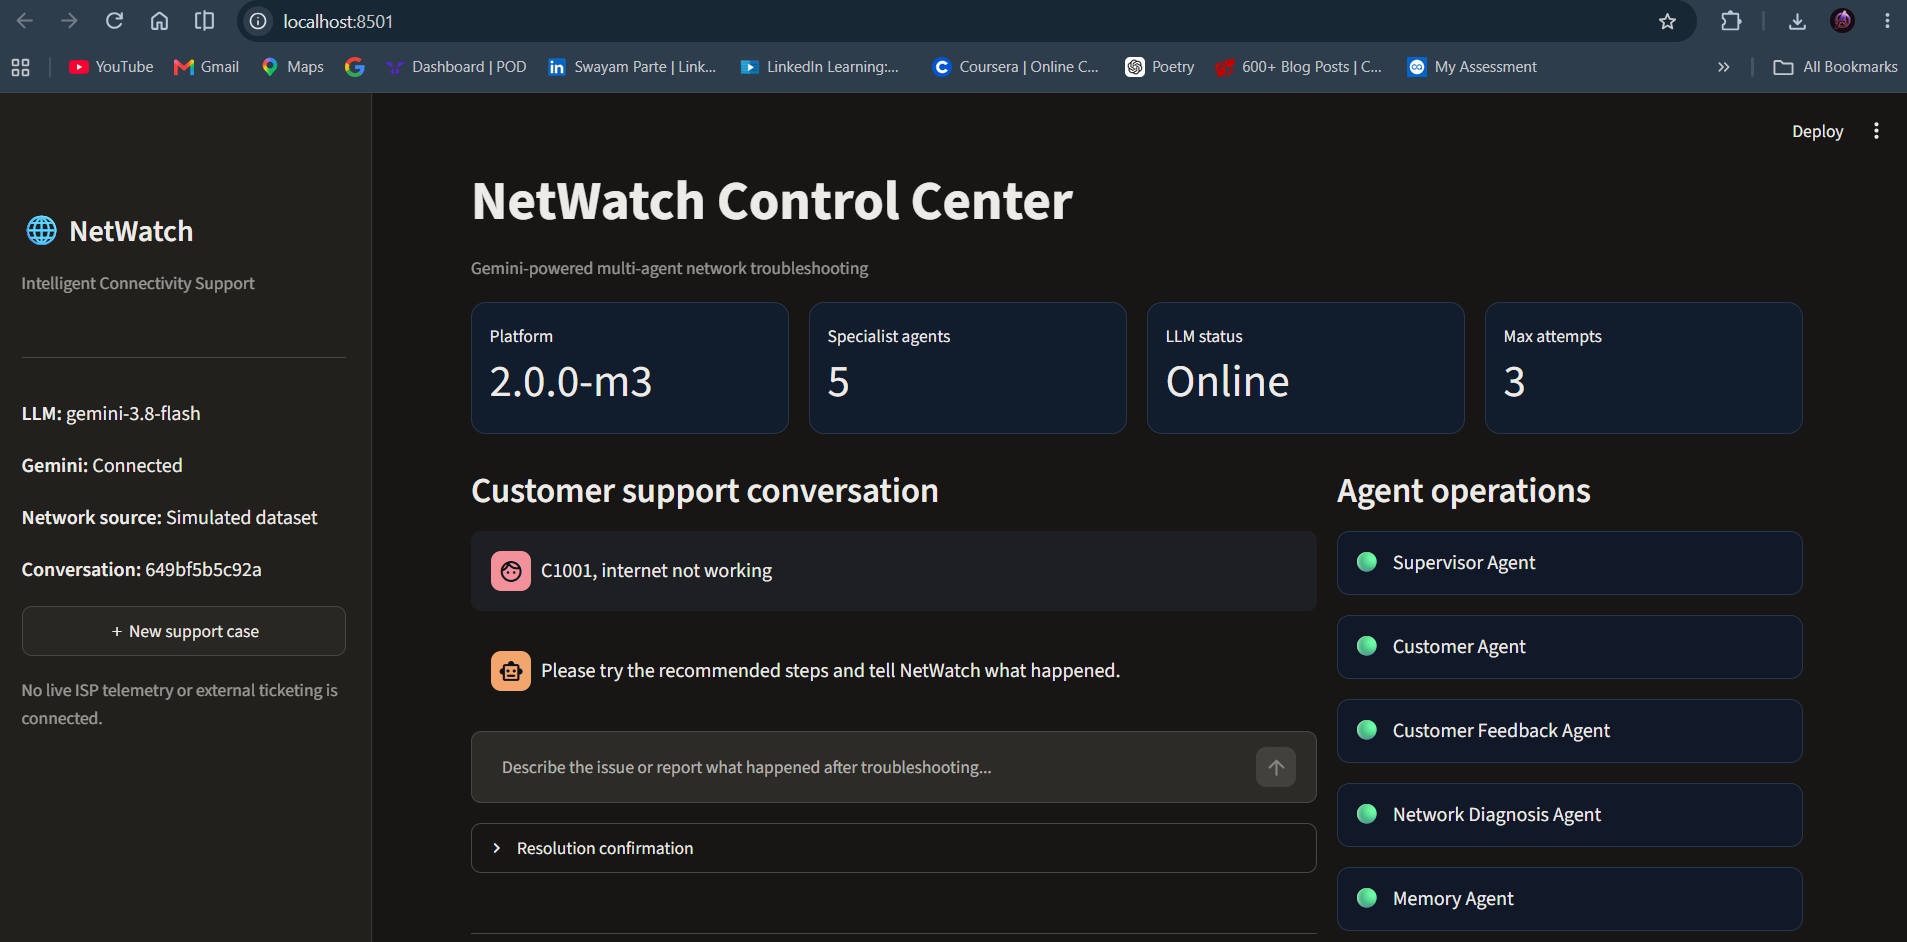 localhost:8501
YouTube
Gmail
Maps
Dashboard | POD
Swayam Parte | Link...
LinkedIn Learning:...
Coursera | Online C...
Poetry
600+ Blog Posts | C...
My Assessment
All Bookmarks
Deploy
NetWatch
Intelligent Connectivity Support
LLM: gemini-3.8-flash
Gemini: Connected
Network source: Simulated dataset
Conversation: 649bf5b5c92a
+ New support case
No live ISP telemetry or external ticketing is
connected.
NetWatch Control Center
Gemini-powered multi-agent network troubleshooting
Platform
2.0.0-m3
Specialist agents
5
LLM status
Online
Max attempts
3
Customer support conversation
C1001, internet not working
Please try the recommended steps and tell NetWatch what happened.
Describe the issue or report what happened after troubleshooting...
Resolution confirmation
Agent operations
Supervisor Agent
Customer Agent
Customer Feedback Agent
Network Diagnosis Agent
Memory Agent